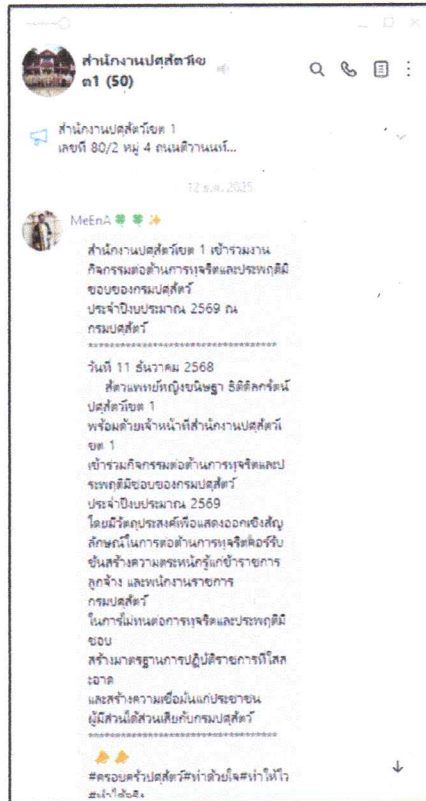 สำนักงานปศุสัตว์เข
ต1 (50)
สำนักงานปศุสัตว์เขต 1
เลขที่ 80/2 หมู่ 4 ถนนติวานนท์...
12 ธ.ค. 2025
MeEnA
สำนักงานปศุสัตว์เขต 1 เข้าร่วมงาน
กิจกรรมต่อต้านการทุจริตและประพฤติมิ
ชอบของกรมปศุสัตว์
ประจำปีงบประมาณ 2569 ณ
กรมปศุสัตว์
***********************************
วันที่ 11 ธันวาคม 2568
สัตวแพทย์หญิงขนิษฐา ธิติดิลกรัตน์
ปศุสัตว์เขต 1
พร้อมด้วยเจ้าหน้าที่สำนักงานปศุสัตว์เ
ขต 1
เข้าร่วมกิจกรรมต่อต้านการทุจริตและป
ระพฤติมิชอบของกรมปศุสัตว์
ประจำปีงบประมาณ 2569
โดยมีวัตถุประสงค์เพื่อแสดงออกเชิงสัญ
ลักษณ์ในการต่อต้านการทุจริตคอร์รัป
ชันสร้างความตระหนักรู้แก่ข้าราชการ
ลูกจ้าง และพนักงานราชการ
กรมปศุสัตว์
ในการไม่ทนต่อการทุจริตและประพฤติมิ
ชอบ
สร้างมาตรฐานการปฏิบัติราชการที่ใสส
ะอาด
และสร้างความเชื่อมั่นแก่ประชาชน
ผู้มีส่วนได้ส่วนเสียกับกรมปศุสัตว์
***********************************
#ครอบครัวปศุสัตว์#ทำด้วยใจ#ทำให้ไว
#ทำได้จริง